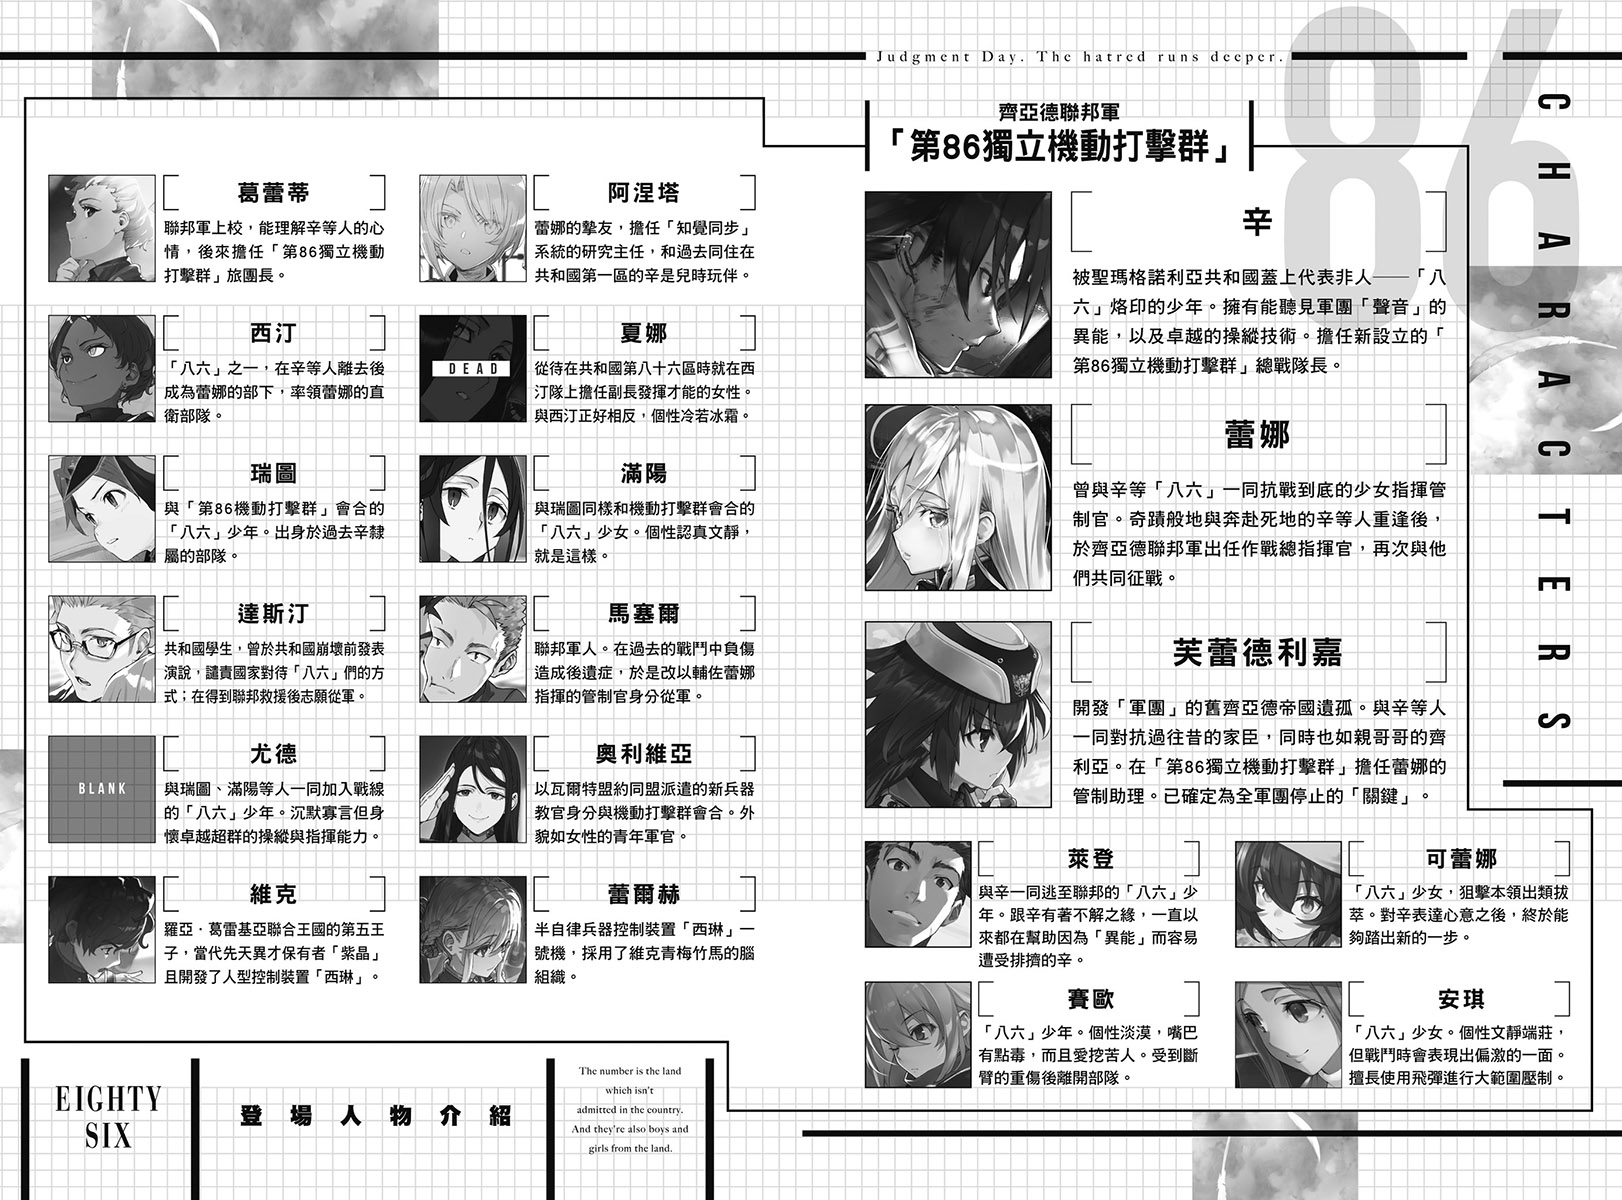 Judgment Day. The hatred runs deeper.
86
CHARACTERS
齊亞德聯邦軍
「第86獨立機動打擊群」
辛
被聖瑪格諾利亞共和國蓋上代表非人——「八
六」烙印的少年。擁有能聽見軍團「聲音」的
異能，以及卓越的操縱技術。擔任新設立的「
第86獨立機動打擊群」總戰隊長。
蕾娜
曾與辛等「八六」一同抗戰到底的少女指揮管
制官。奇蹟般地與奔赴死地的辛等人重逢後，
於齊亞德聯邦軍出任作戰總指揮官，再次與他
們共同征戰。
芙蕾德利嘉
開發「軍團」的舊齊亞德帝國遺孤。與辛等人
一同對抗過往昔的家臣，同時也如親哥哥的齊
利亞。在「第86獨立機動打擊群」擔任蕾娜的
管制助理。已確定為全軍團停止的「關鍵」。
萊登
與辛一同逃至聯邦的「八六」少
年。跟辛有著不解之緣，一直以
來都在幫助因為「異能」而容易
遭受排擠的辛。
可蕾娜
「八六」少女，狙擊本領出類拔
萃。對辛表達心意之後，終於能
夠踏出新的一步。
賽歐
「八六」少年。個性淡漠，嘴巴
有點毒，而且愛挖苦人。受到斷
臂的重傷後離開部隊。
安琪
「八六」少女。個性文靜端莊，
但戰鬥時會表現出偏激的一面。
擅長使用飛彈進行大範圍壓制。
葛蕾蒂
聯邦軍上校，能理解辛等人的心
情，後來擔任「第86獨立機動
打擊群」旅團長。
阿涅塔
蕾娜的摯友，擔任「知覺同步」
系統的研究主任，和過去同住在
共和國第一區的辛是兒時玩伴。
西汀
「八六」之一，在辛等人離去後
成為蕾娜的部下，率領蕾娜的直
衛部隊。
夏娜
DEAD
從待在共和國第八十六區時就在西
汀隊上擔任副長發揮才能的女性。
與西汀正好相反，個性冷若冰霜。
瑞圖
與「第86機動打擊群」會合的
「八六」少年。出身於過去辛隸
屬的部隊。
滿陽
與瑞圖同樣和機動打擊群會合的
「八六」少女。個性認真文靜，
就是這樣。
達斯汀
共和國學生，曾於共和國崩壞前發表
演說，譴責國家對待「八六」們的方
式；在得到聯邦救援後志願從軍。
馬塞爾
聯邦軍人。在過去的戰鬥中負傷
造成後遺症，於是改以輔佐蕾娜
指揮的管制官身分從軍。
尤德
BLANK
與瑞圖、滿陽等人一同加入戰線
的「八六」少年。沉默寡言但身
懷卓越超群的操縱與指揮能力。
奧利維亞
以瓦爾特盟約同盟派遣的新兵器
教官身分與機動打擊群會合。外
貌如女性的青年軍官。
維克
羅亞・葛雷基亞聯合王國的第五王
子，當代先天異才保有者「紫晶」
且開發了人型控制裝置「西琳」。
蕾爾赫
半自律兵器控制裝置「西琳」一
號機，採用了維克青梅竹馬的腦
組織。
EIGHTY
SIX
登場人物介紹
The number is the land
which isn't
admitted in the country.
And they're also boys and
girls from the land.